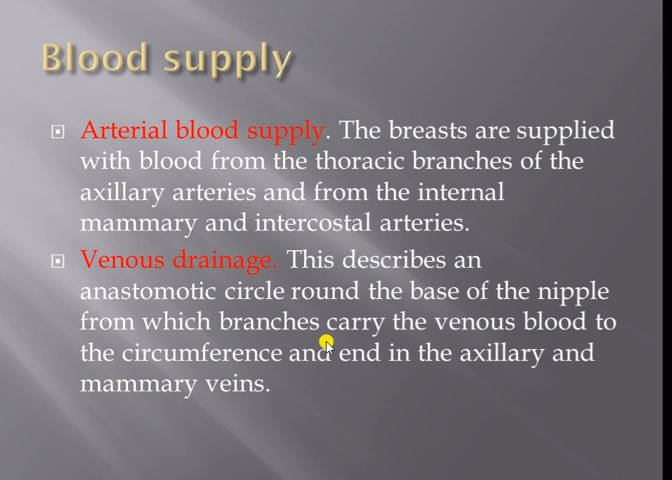 Blood supply
Arterial blood supply. The breasts are supplied
with blood from the thoracic branches of the
axillary arteries and from the internal
mammary and intercostal arteries.
Venous drainage. This describes an
anastomotic circle round the base of the nipple
from which branches carry the venous blood to
the circumference and end in the axillary and
mammary veins.